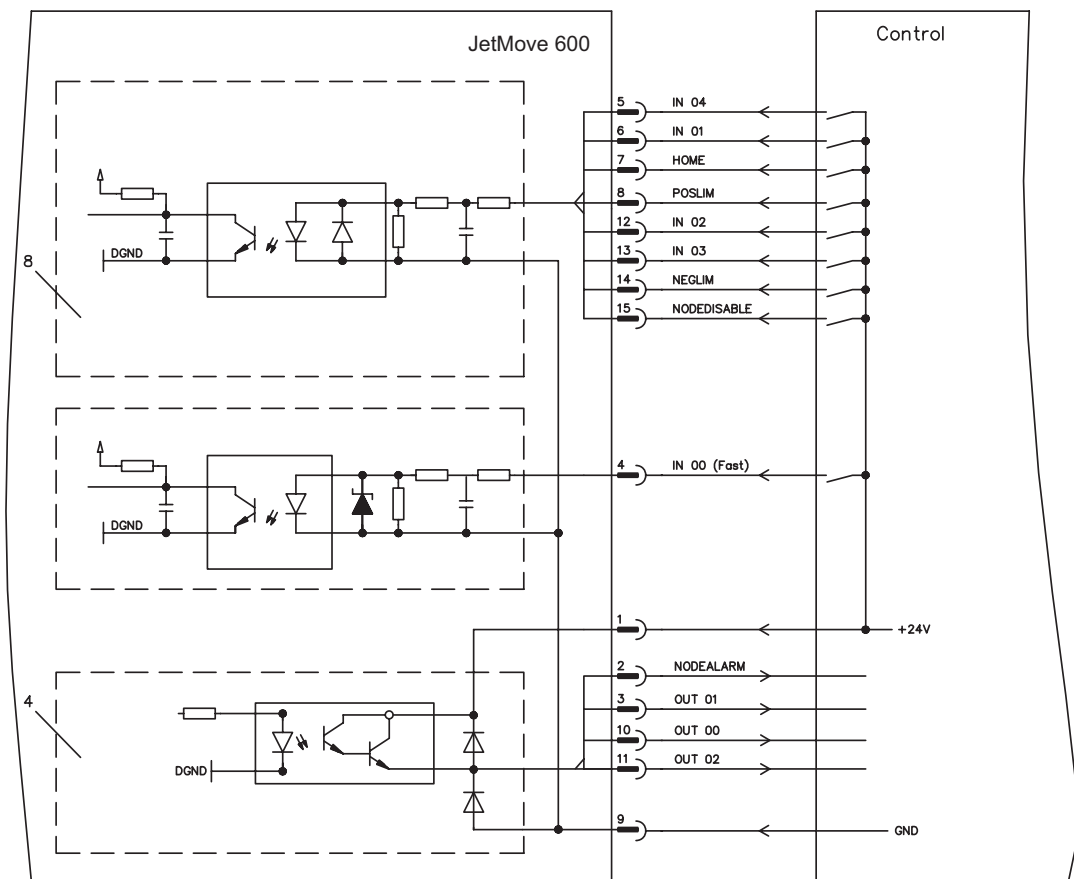 JetMove 600
Control
5 IN 04
6 IN 01
7 HOME
8 POSLIM
12 IN 02
13 IN 03
14 NEGLIM
15 NODEDISABLE
DGND
8
4 IN 00 (Fast)
DGND
1 +24V
2 NODEALARM
3 OUT 01
10 OUT 00
11 OUT 02
4
DGND
9 GND